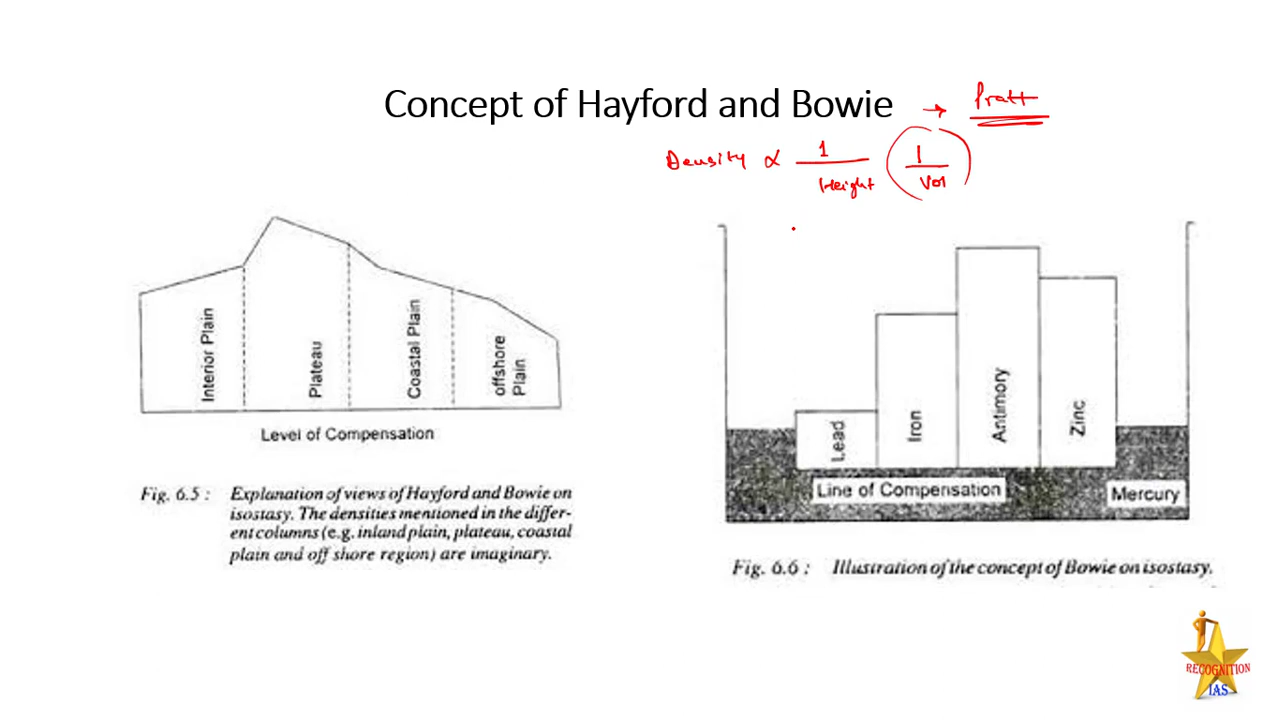 Concept of Hayford and Bowie → Pratt
Density ∝ 1/Height (1/Vol)
Interior Plain
Plateau
Coastal Plain
offshore Plain
Level of Compensation
Fig. 6.5 : Explanation of views of Hayford and Bowie on
isostasy. The densities mentioned in the differ-
ent columns (e.g. inland plain, plateau, coastal
plain and off shore region) are imaginary.
Lead
Iron
Antimory
Zinc
Line of Compensation
Mercury
Fig. 6.6 : Illustration of the concept of Bowie on isostasy.
RECOGNITION
IAS